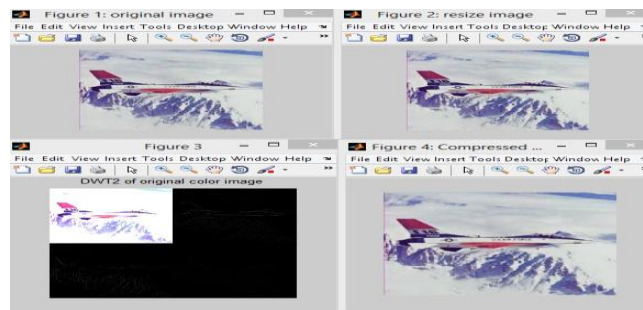 Figure 1: original image
File Edit View Insert Tools Desktop Window Help
Figure 2: resize image
File Edit View Insert Tools Desktop Window Help
Figure 3
File Edit View Insert Tools Desktop Window Help
DWT2 of original color image
Figure 4: Compressed ...
File Edit View Insert Tools Desktop Window Help